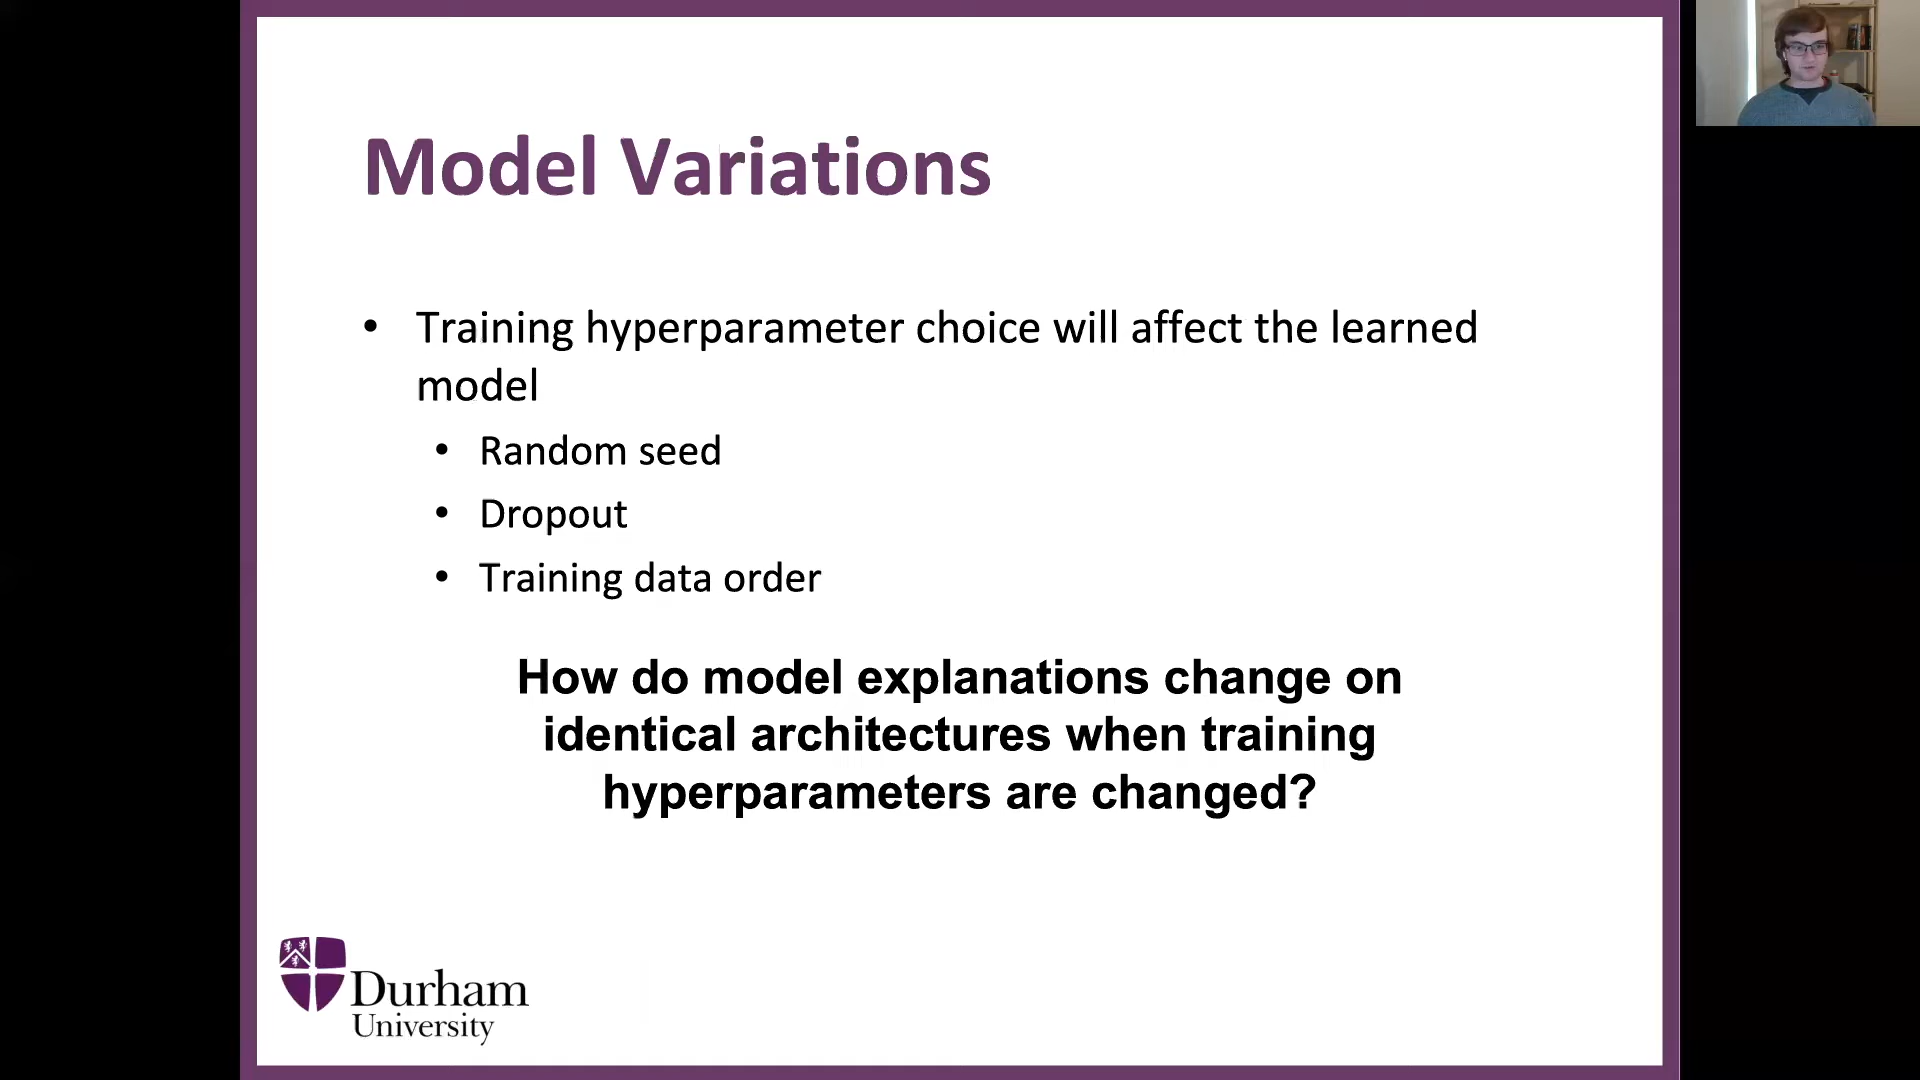 Model Variations
• Training hyperparameter choice will affect the learned
model
• Random seed
• Dropout
• Training data order
How do model explanations change on
identical architectures when training
hyperparameters are changed?
Durham
University